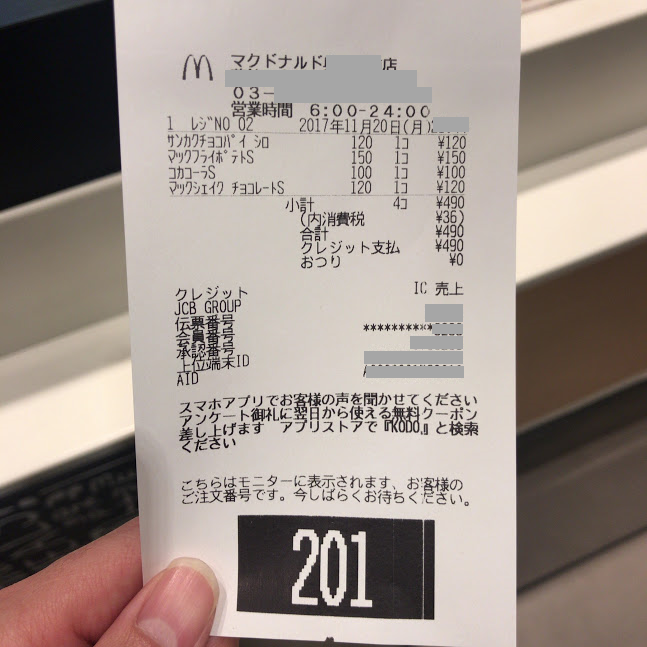 マクドナルド 店
03-
営業時間 6:00-24:00
1 レジNO 02 2017年11月20日(月)
サンカクチョコパイ シロ 120 1コ ¥120
マックフライポテトS 150 1コ ¥150
コカコーラS 100 1コ ¥100
マックシェイク チョコレートS 120 1コ ¥120
小計 4コ ¥490
(内消費税 ¥36)
合計 ¥490
クレジット支払 ¥490
おつり ¥0
クレジット IC 売上
JCB GROUP
伝票番号
会員番号 **********
承認番号
上位端末ID
AID
スマホアプリでお客様の声を聞かせてください
アンケート御礼に翌日から使える無料クーポン
差し上げます アプリストアで『KODO』と検索
ください
こちらはモニターに表示されます、お客様の
ご注文番号です。今しばらくお待ちください。
201